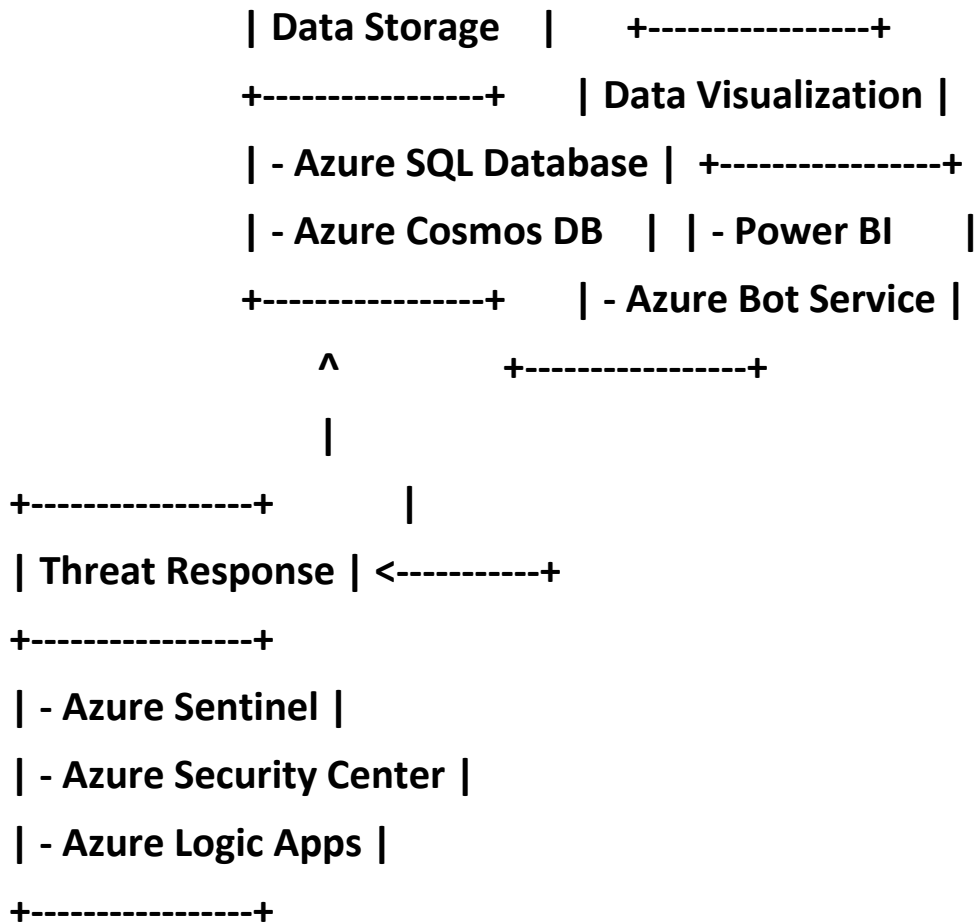 | Data Storage | +-----------------+
+-----------------+ | Data Visualization |
| - Azure SQL Database | +-----------------+
| - Azure Cosmos DB | | - Power BI |
+-----------------+ | - Azure Bot Service |
^ +-----------------+
|
+-----------------+ |
| Threat Response | <-----------+
+-----------------+
| - Azure Sentinel |
| - Azure Security Center |
| - Azure Logic Apps |
+-----------------+